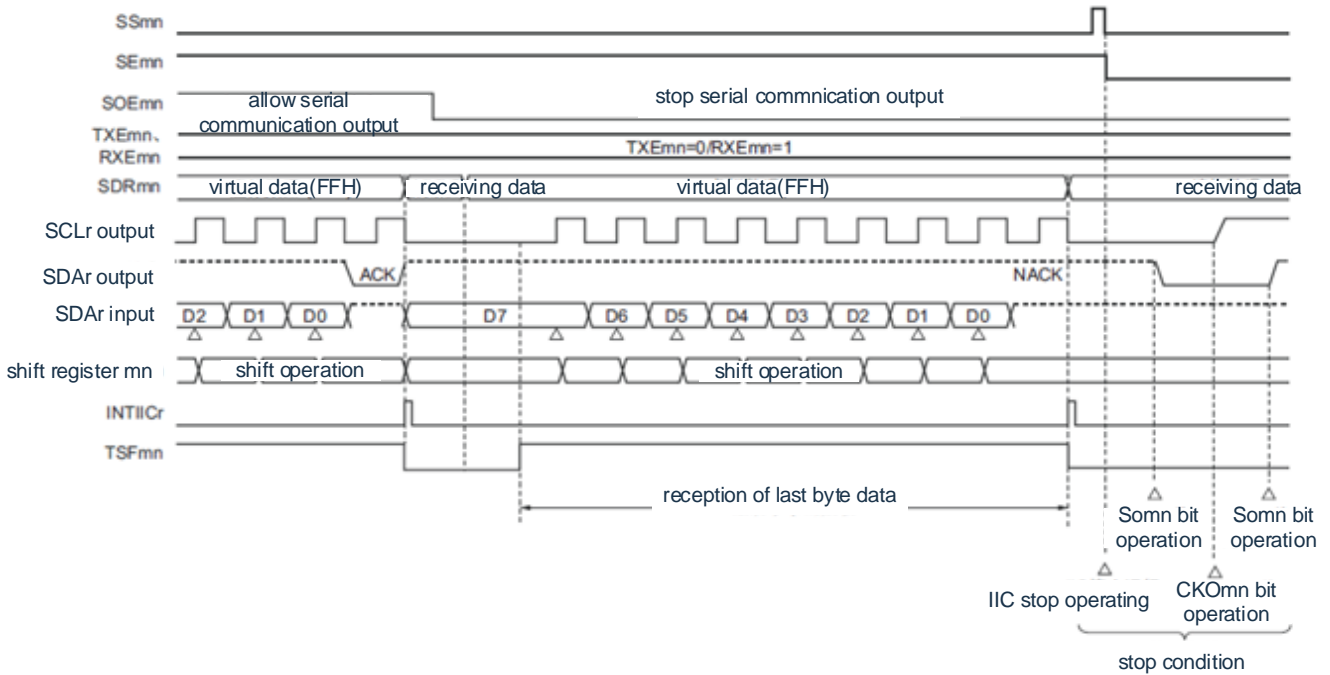 SSmn
SEmn
SOEmn
allow serial
communication output
stop serial commnication output
TXEmn、
RXEmn
TXEmn=0/RXEmn=1
SDRmn
virtual data(FFH)
receiving data
virtual data(FFH)
receiving data
SCLr output
SDAr output
ACK
NACK
SDAr input
D2
D1
D0
D7
D6
D5
D4
D3
D2
D1
D0
shift register mn
shift operation
shift operation
INTIICr
TSFmn
reception of last byte data
Somn bit
operation
Somn bit
operation
IIC stop operating
CKOmn bit
operation
stop condition